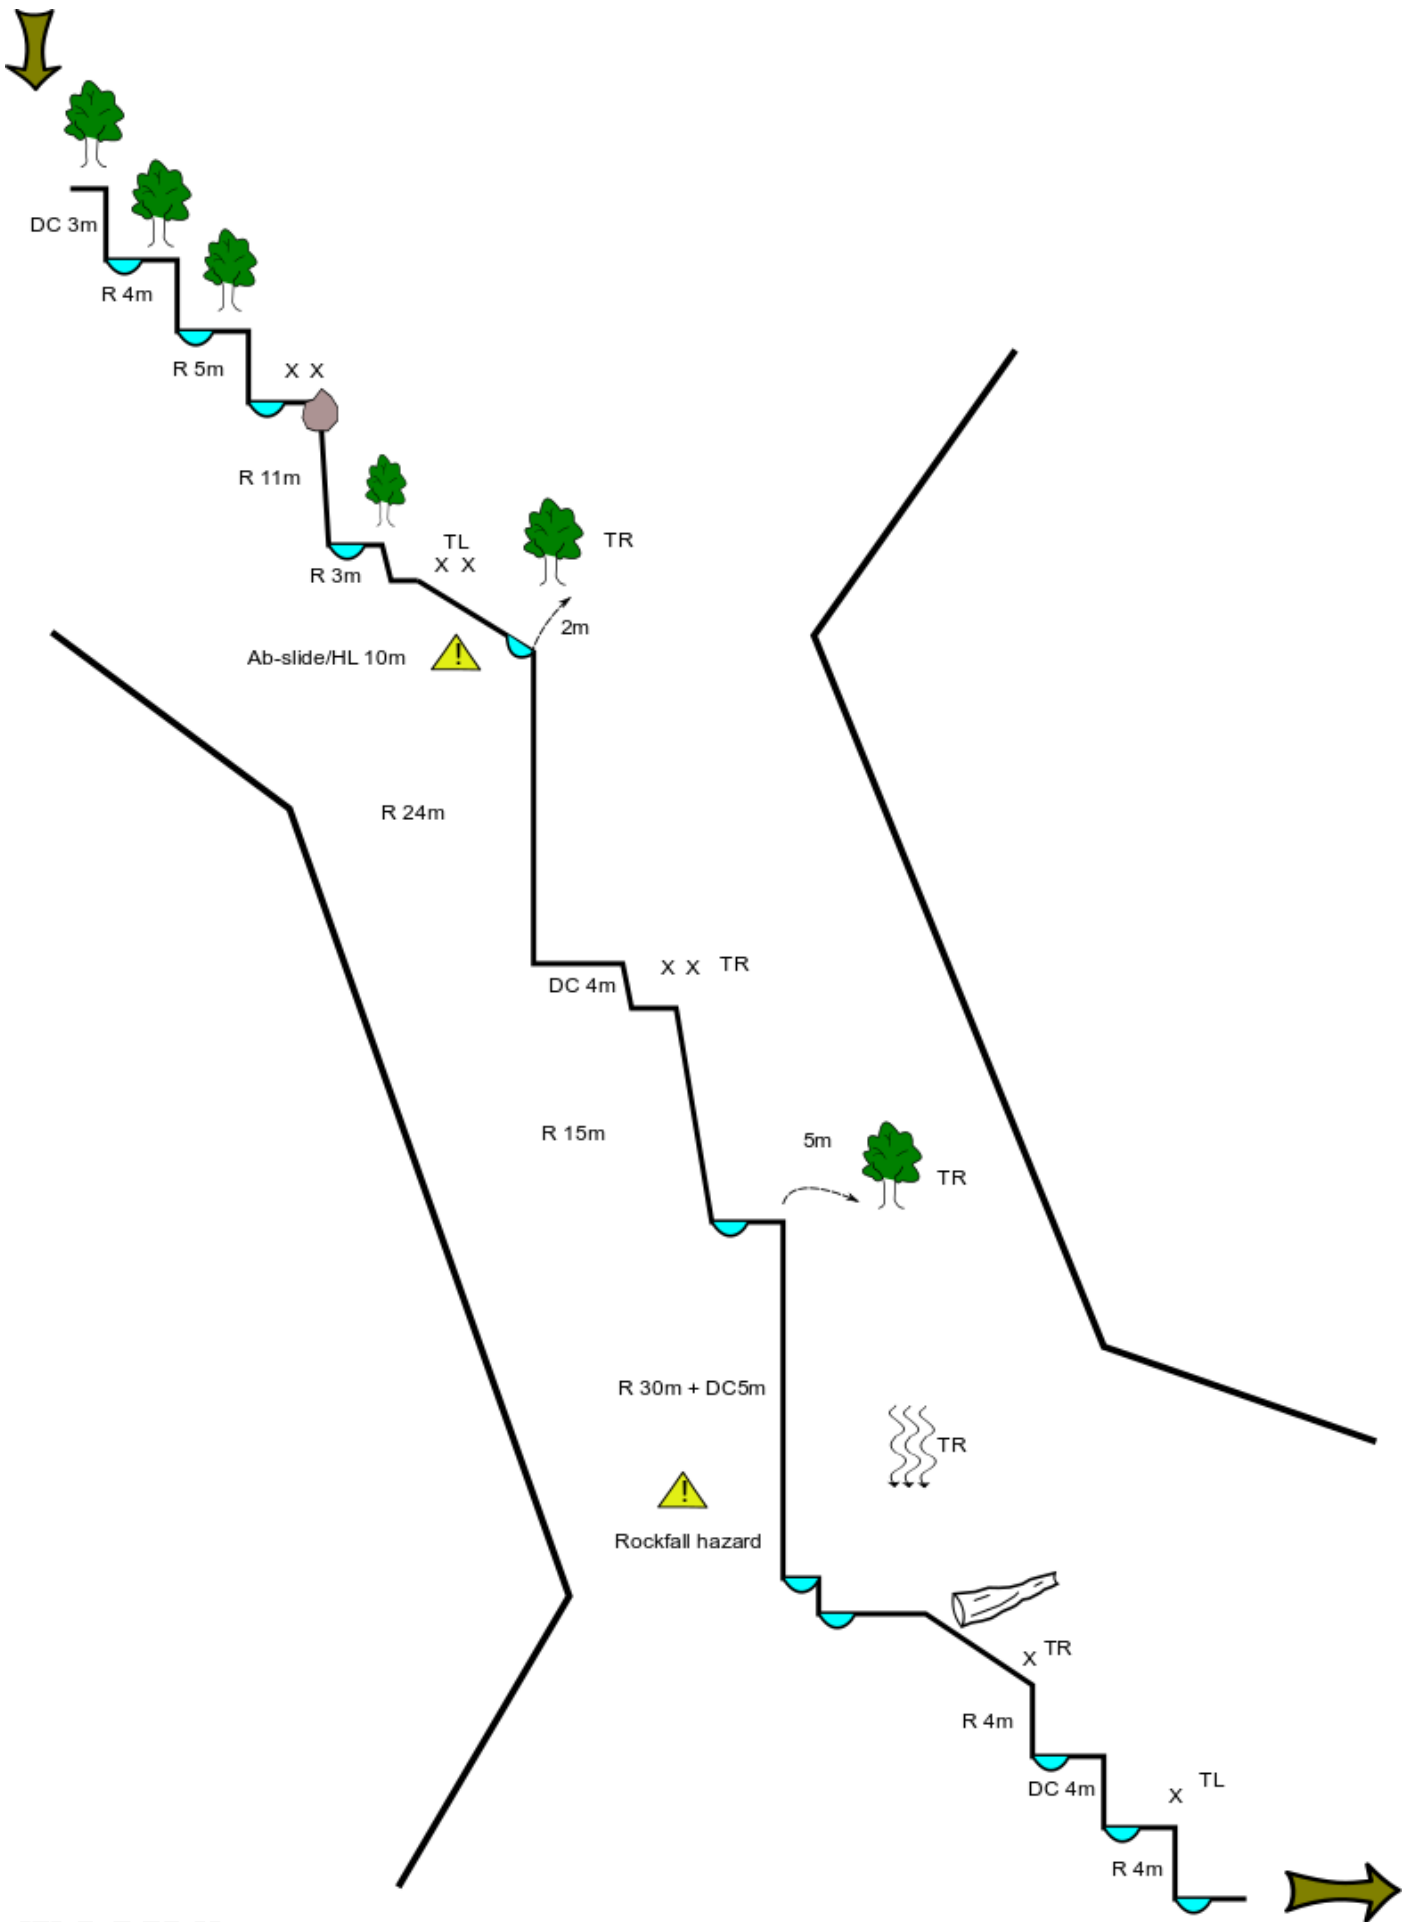 DC 3m
R 4m
R 5m
X X
R 11m
TL
X X
TR
R 3m
2m
!
Ab-slide/HL 10m
R 24m
X X TR
DC 4m
R 15m
5m
TR
R 30m + DC5m
TR
!
Rockfall hazard
X TR
R 4m
TL
DC 4m
X
R 4m